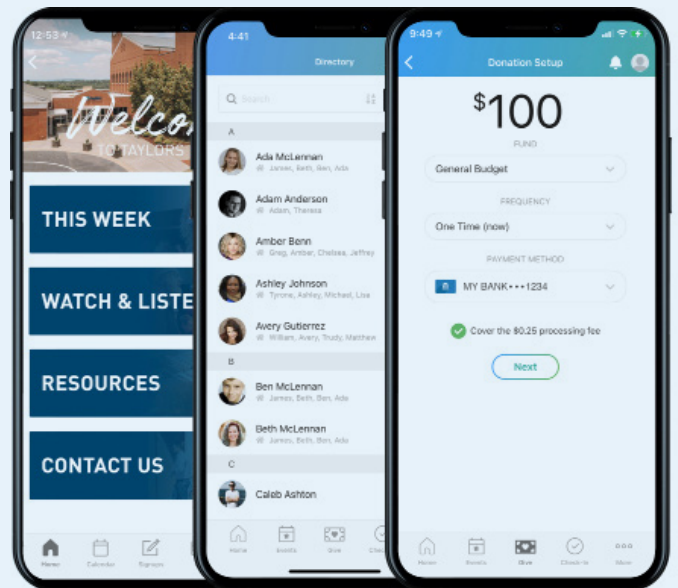 12:53
Welco
TO TAYLORS
THIS WEEK
WATCH & LISTE
RESOURCES
CONTACT US
Home
Calendar
Signups
4:41
Directory
Search
A
Ada McLennan
James, Beth, Ben, Ada
Adam Anderson
Adam, Theresa
Amber Benn
Greg, Amber, Chelsea, Jeffrey
Ashley Johnson
Tyrone, Ashley, Michael, Lisa
Avery Gutierrez
William, Avery, Trudy, Matthew
B
Ben McLennan
James, Beth, Ben, Ada
Beth McLennan
James, Beth, Ben, Ada
C
Caleb Ashton
Home
Events
Give
Check-
9:49
Donation Setup
$100
FUND
General Budget
FREQUENCY
One Time (now)
PAYMENT METHOD
MY BANK•••1234
Cover the $0.25 processing fee
Next
Home
Events
Give
Check-In
More